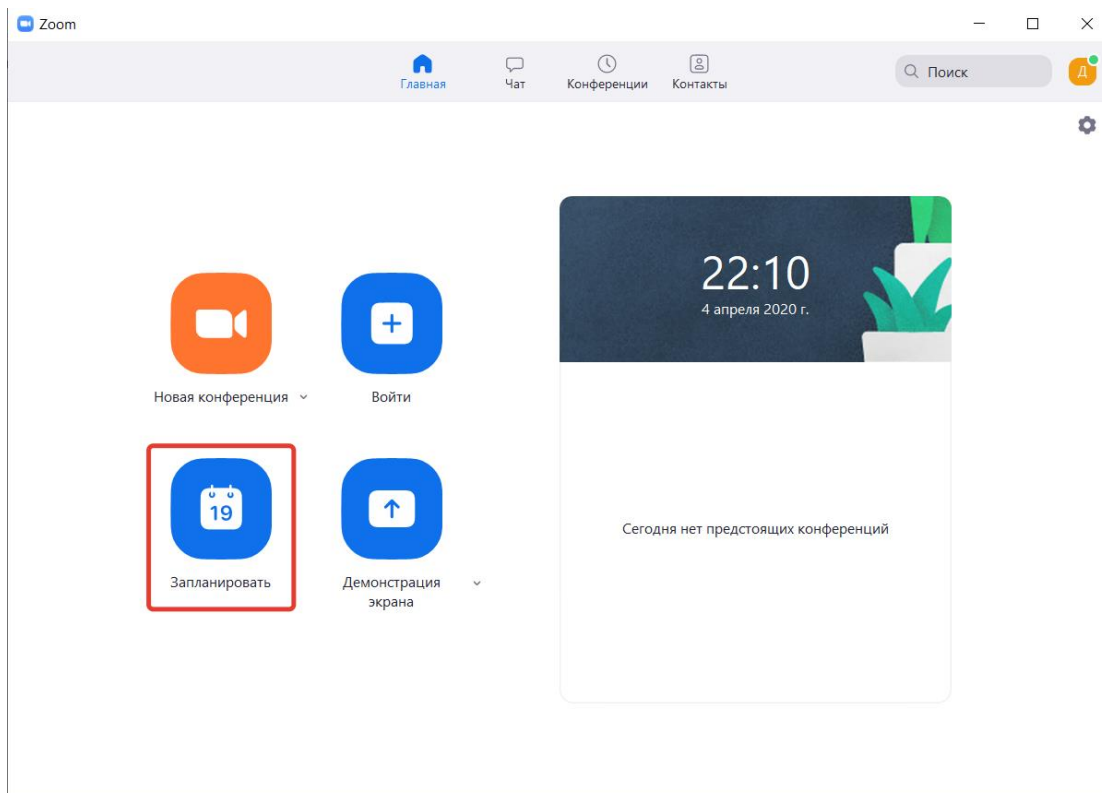 Zoom
Главная
Чат
Конференции
Контакты
Поиск
Д
22:10
4 апреля 2020 г.
Новая конференция
Войти
19
Запланировать
Демонстрация
экрана
Сегодня нет предстоящих конференций